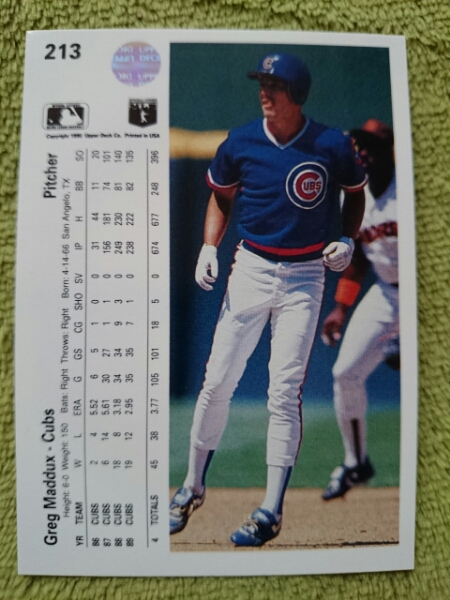 213
Copyright 1990 Upper Deck Co. Printed in USA
Greg Maddux - Cubs Pitcher
Height: 6-0 Weight: 150 Bats: Right Throws: Right Born: 4-14-66 San Angelo, TX
YR TEAM W L ERA G GS CG SHO SV IP H BB SO
86 CUBS 2 4 5.52 6 5 1 0 0 31 44 11 20
87 CUBS 6 14 5.61 30 27 1 1 0 156 181 74 101
88 CUBS 18 8 3.18 34 34 9 3 0 249 230 81 140
89 CUBS 19 12 2.95 35 35 7 1 0 238 222 82 135
4 TOTALS 45 38 3.77 105 101 18 5 0 674 677 248 396
CUBS